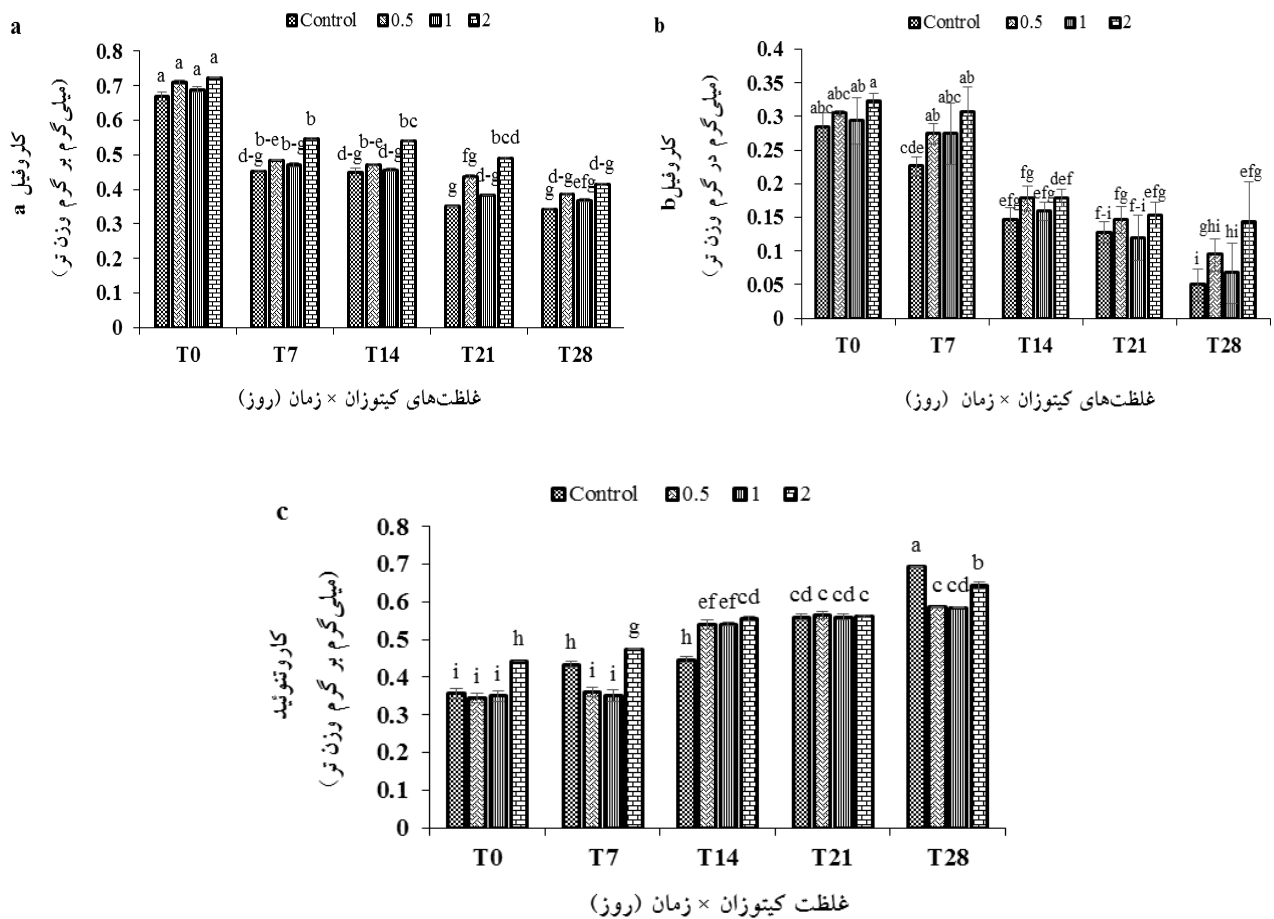 a
Control 0.5 1 2
کلروفیل a
(میلی‌گرم بر گرم وزن تر)
0.8
0.7
0.6
0.5
0.4
0.3
0.2
0.1
0
a a a a
d-g b-e b-g b
d-g b-e d-g bc
g fg d-g bcd
g d-g efg d-g
T0 T7 T14 T21 T28
غلظت‌های کیتوزان × زمان (روز)
b
Control 0.5 1 2
کلروفیل b
(میلی‌گرم در گرم وزن تر)
0.4
0.35
0.3
0.25
0.2
0.15
0.1
0.05
0
abc abc ab a
cde ab abc ab
efg fg efg def
f-i fg f-i efg
i ghi hi efg
T0 T7 T14 T21 T28
غلظت‌های کیتوزان × زمان (روز)
c
Control 0.5 1 2
کاروتنوئید
(میلی‌گرم بر گرم وزن تر)
0.8
0.7
0.6
0.5
0.4
0.3
0.2
0.1
0
i i i h
h i i g
h ef ef cd
cd c cd c
a c cd b
T0 T7 T14 T21 T28
غلظت کیتوزان × زمان (روز)